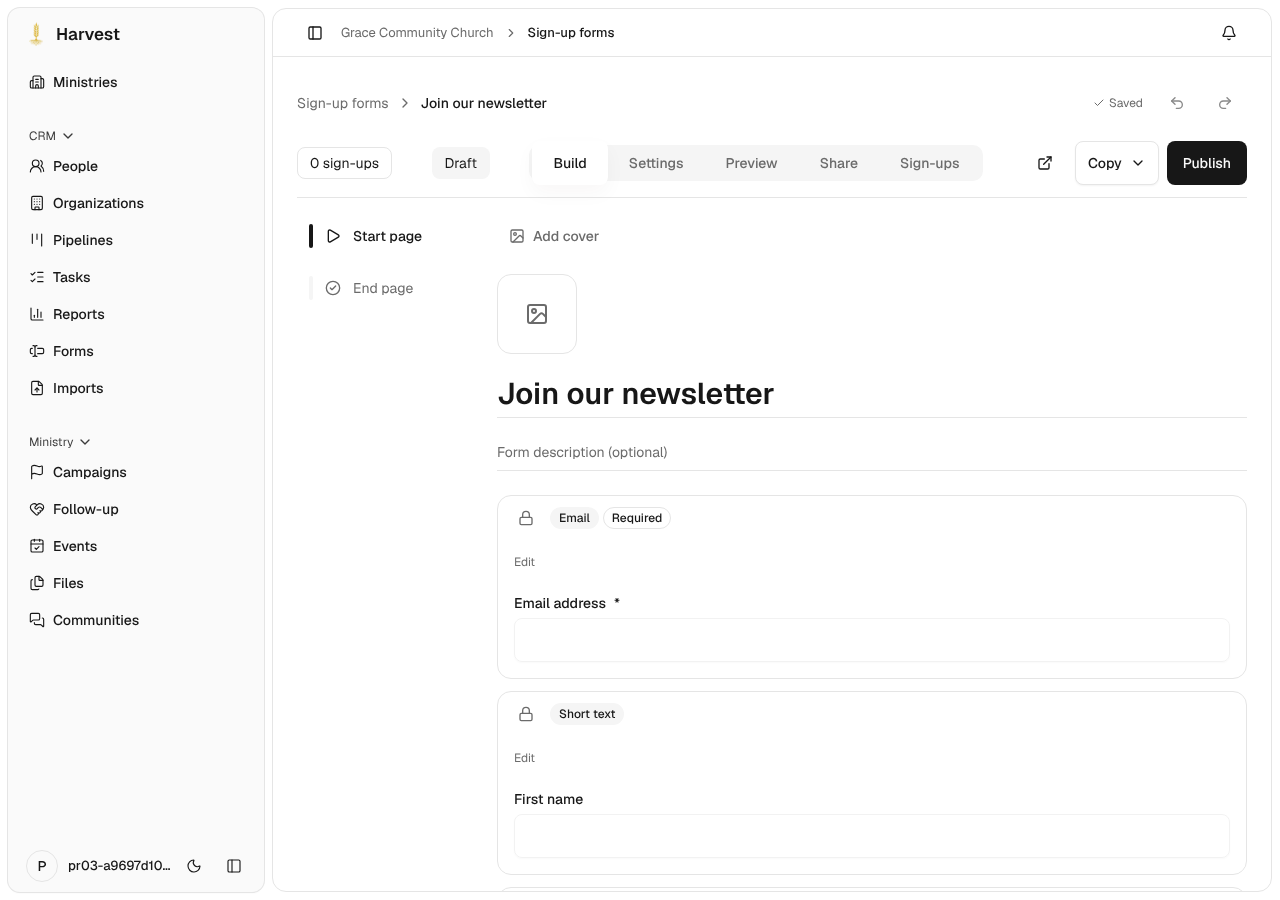 Harvest
Ministries
CRM
People
Organizations
Pipelines
Tasks
Reports
Forms
Imports
Ministry
Campaigns
Follow-up
Events
Files
Communities
P pr03-a9697d10...
Grace Community Church > Sign-up forms
Sign-up forms > Join our newsletter
Saved
0 sign-ups
Draft
Build
Settings
Preview
Share
Sign-ups
Copy
Publish
Start page
End page
Add cover
Join our newsletter
Form description (optional)
Email Required
Edit
Email address *
Short text
Edit
First name